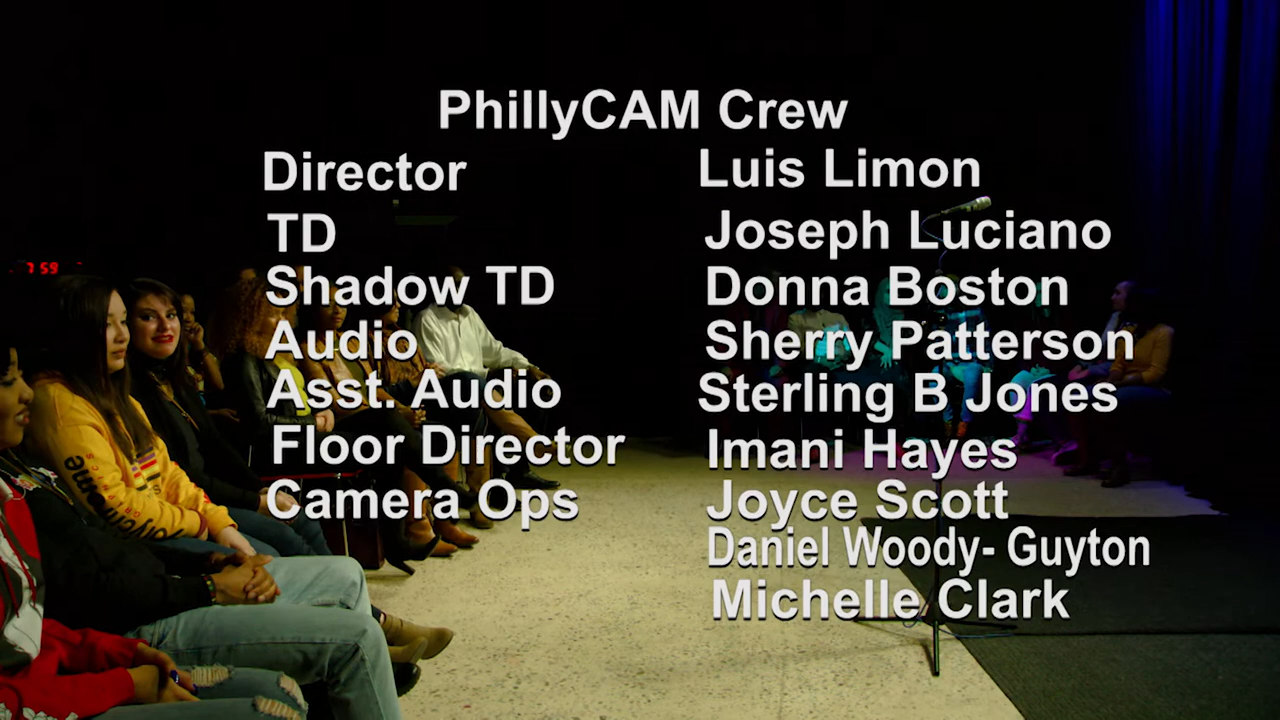 PhillyCAM Crew
Director Luis Limon
TD Joseph Luciano
Shadow TD Donna Boston
Audio Sherry Patterson
Asst. Audio Sterling B Jones
Floor Director Imani Hayes
Camera Ops Joyce Scott
Daniel Woody- Guyton
Michelle Clark
59